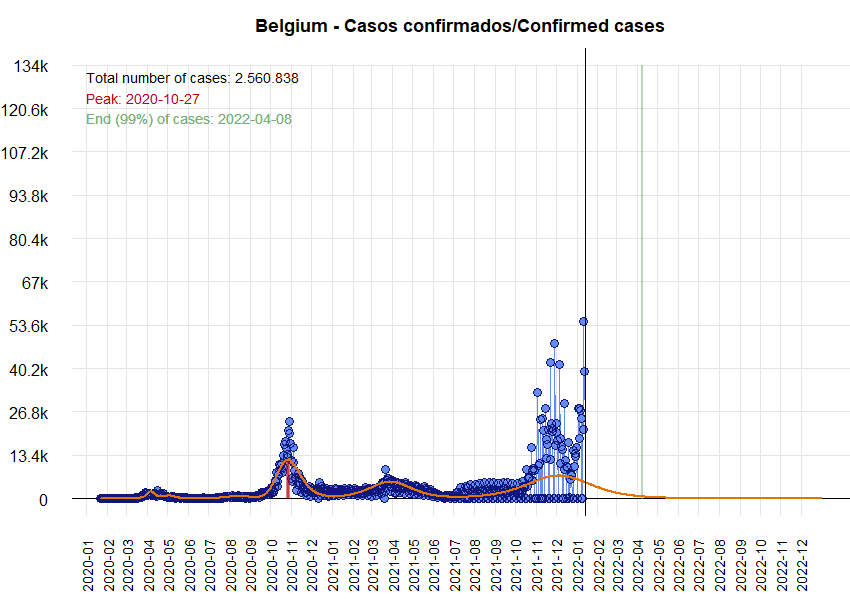 Belgium - Casos confirmados/Confirmed cases
134k
120.6k
107.2k
93.8k
80.4k
67k
53.6k
40.2k
26.8k
13.4k
0
Total number of cases: 2.560.838
Peak: 2020-10-27
End (99%) of cases: 2022-04-08
2020-01
2020-02
2020-03
2020-04
2020-05
2020-06
2020-07
2020-08
2020-09
2020-10
2020-11
2020-12
2021-01
2021-02
2021-03
2021-04
2021-05
2021-06
2021-07
2021-08
2021-09
2021-10
2021-11
2021-12
2022-01
2022-02
2022-03
2022-04
2022-05
2022-06
2022-07
2022-08
2022-09
2022-10
2022-11
2022-12